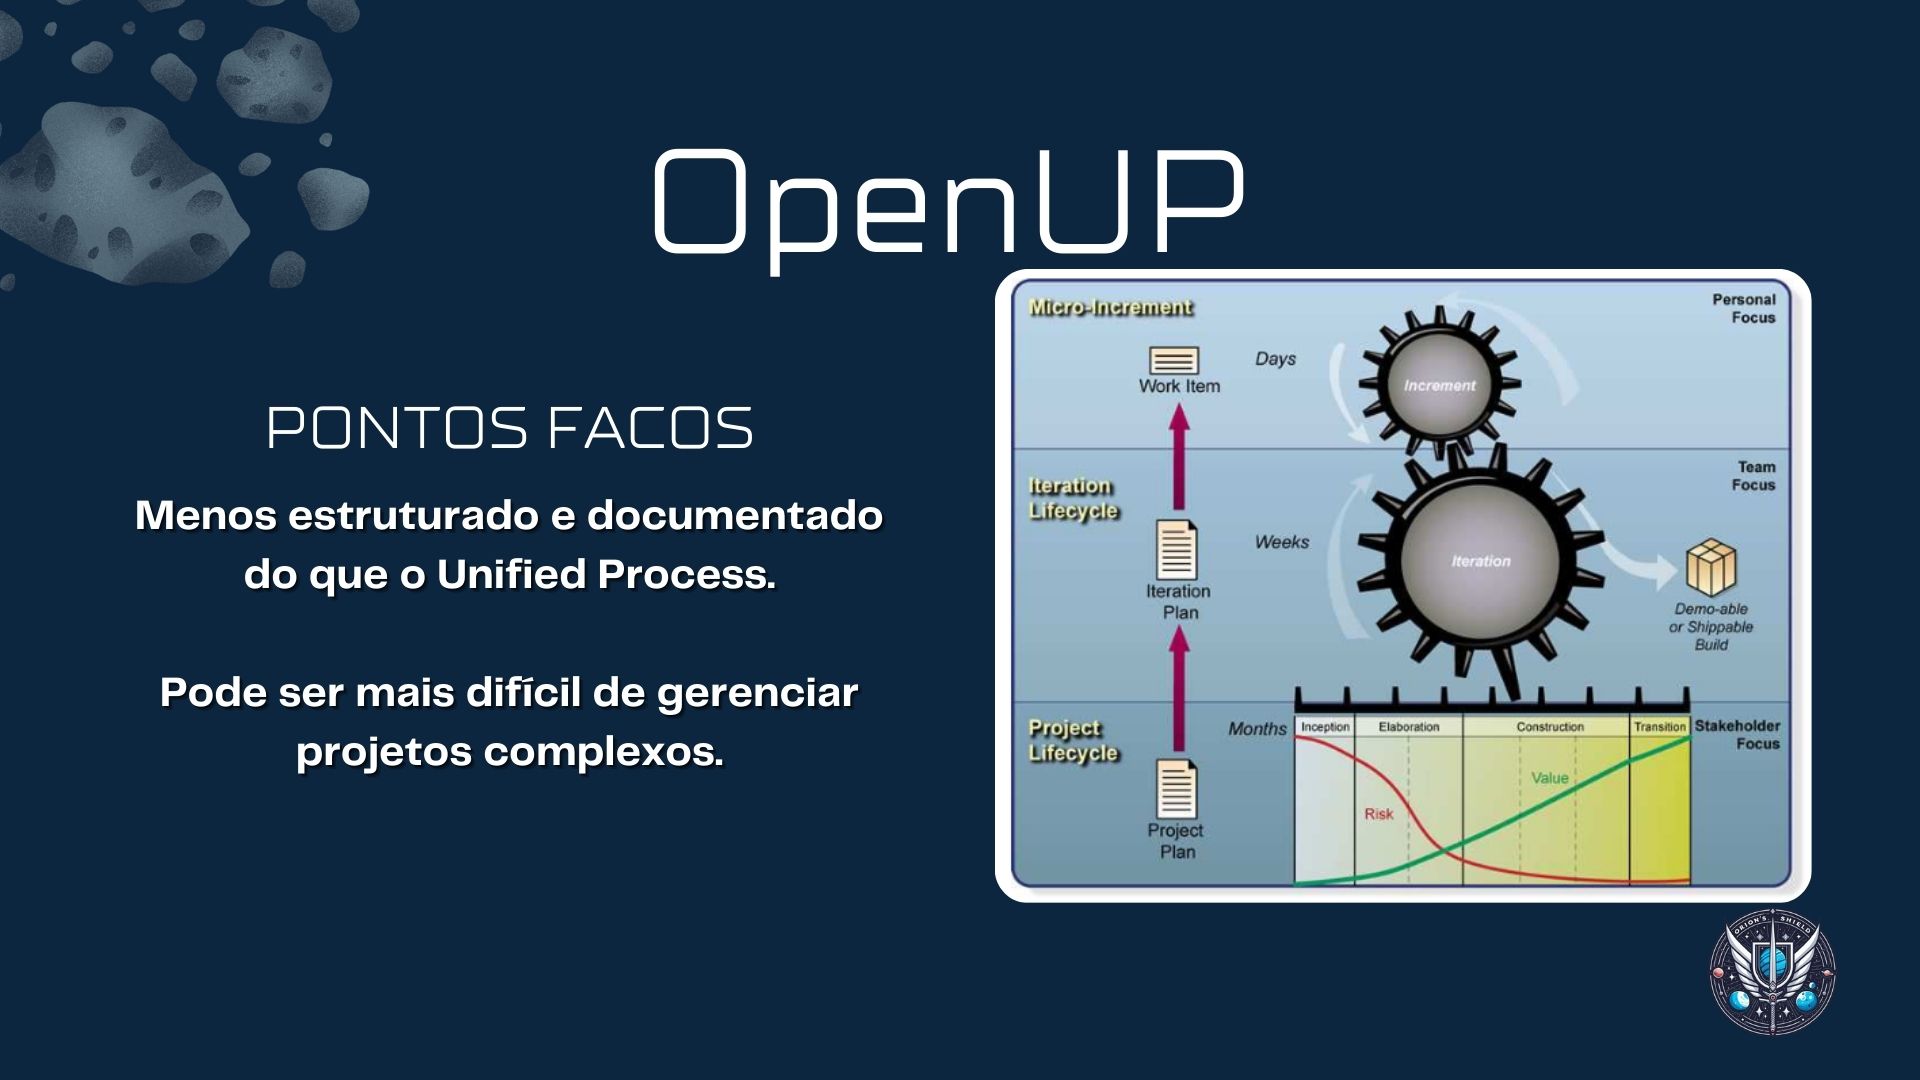 OpenUP
PONTOS FACOS
Menos estruturado e documentado
do que o Unified Process.
Pode ser mais difícil de gerenciar
projetos complexos.
Micro-Increment
Personal
Focus
Work Item
Days
Increment
Iteration
Lifecycle
Team
Focus
Weeks
Iteration
Plan
Iteration
Demo-able
or Shippable
Build
Project
Lifecycle
Months
Inception
Elaboration
Construction
Transition
Stakeholder
Focus
Value
Risk
Project
Plan
ORION'S SHIELD